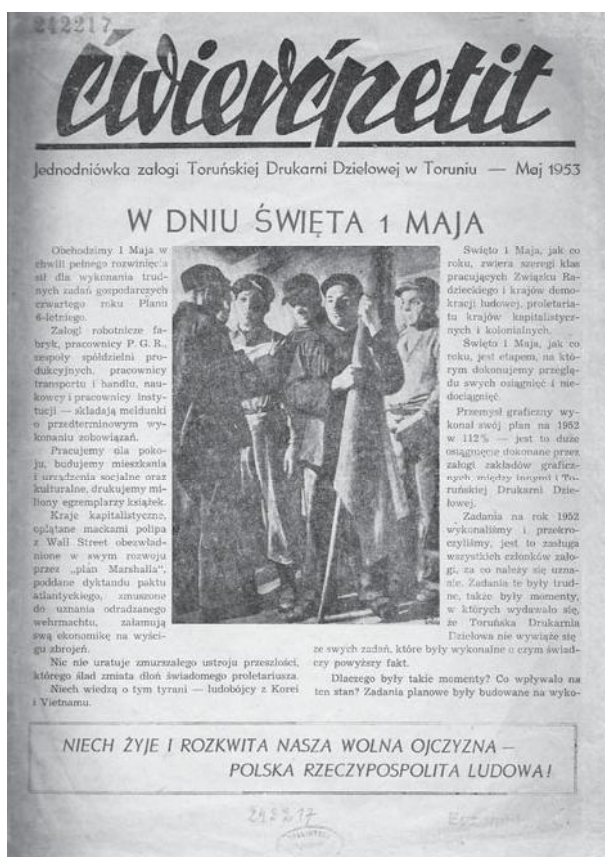 242217
ćwierćpetit
Jednodniówka załogi Toruńskiej Drukarni Dziełowej w Toruniu — Maj 1953
W DNIU ŚWIĘTA 1 MAJA
Obchodzimy 1 Maja w
chwili pełnego rozwinięcia
sił dla wykonania trud-
nych zadań gospodarczych
czwartego roku Planu
6-letniego.
Załogi robotnicze fa-
bryk, pracownicy P. G. R.,
zespoły spółdzielni pro-
dukcyjnych, pracownicy
transportu i handlu, nau-
kowcy i pracownicy insty-
tucji — składają meldunki
o przedterminowym wy-
konaniu zobowiązań.
Pracujemy dla poko-
ju, budujemy mieszkania
i urządzenia socjalne oraz
kulturalne, drukujemy mi-
liony egzemplarzy książek.
Kraje kapitalistyczne,
oplątane mackami polipa
z Wall Street obezwład-
nione w swym rozwoju
przez „plan Marshalla",
poddane dyktandu paktu
atlantyckiego, zmuszone
do uznania odradzanego
wehrmachtu, załamują
swą ekonomikę na wyści-
gu zbrojeń.
Nic nie uratuje zmurszałego ustroju przeszłości,
którego ślad zmiata dłoń świadomego proletariusza.
Niech wiedzą o tym tyrani — ludobójcy z Korei
i Vietnamu.
Święto 1 Maja, jak co
roku, zwiera szeregi klas
pracujących Związku Ra-
dzieckiego i krajów demo-
kracji ludowej, proletaria-
tu krajów kapitalistycz-
nych i kolonialnych.
Święto 1 Maja, jak co
roku, jest etapem, na któ-
rym dokonujemy przeglą-
du swych osiągnięć i nie-
dociągnięć.
Przemysł graficzny wy-
konał swój plan na 1952
w 112% — jest to duże
osiągnięcie dokonane przez
załogi zakładów graficz-
nych, między innymi i To-
ruńskiej Drukarni Dzie-
łowej.
Zadania na rok 1952
wykonaliśmy i przekro-
czyliśmy, jest to zasługa
wszystkich członków zało-
gi, za co należy się uzna-
nie. Zadania te były trud-
ne, także były momenty,
w których wydawało się,
że Toruńska Drukarnia
Dziełowa nie wywiąże się
ze swych zadań, które były wykonalne o czym świad-
czy powyższy fakt.
Dlaczego były takie momenty? Co wpływało na
ten stan? Zadania planowe były budowane na wyko-
NIECH ŻYJE I ROZKWITA NASZA WOLNA OJCZYZNA —
POLSKA RZECZYPOSPOLITA LUDOWA!
242217